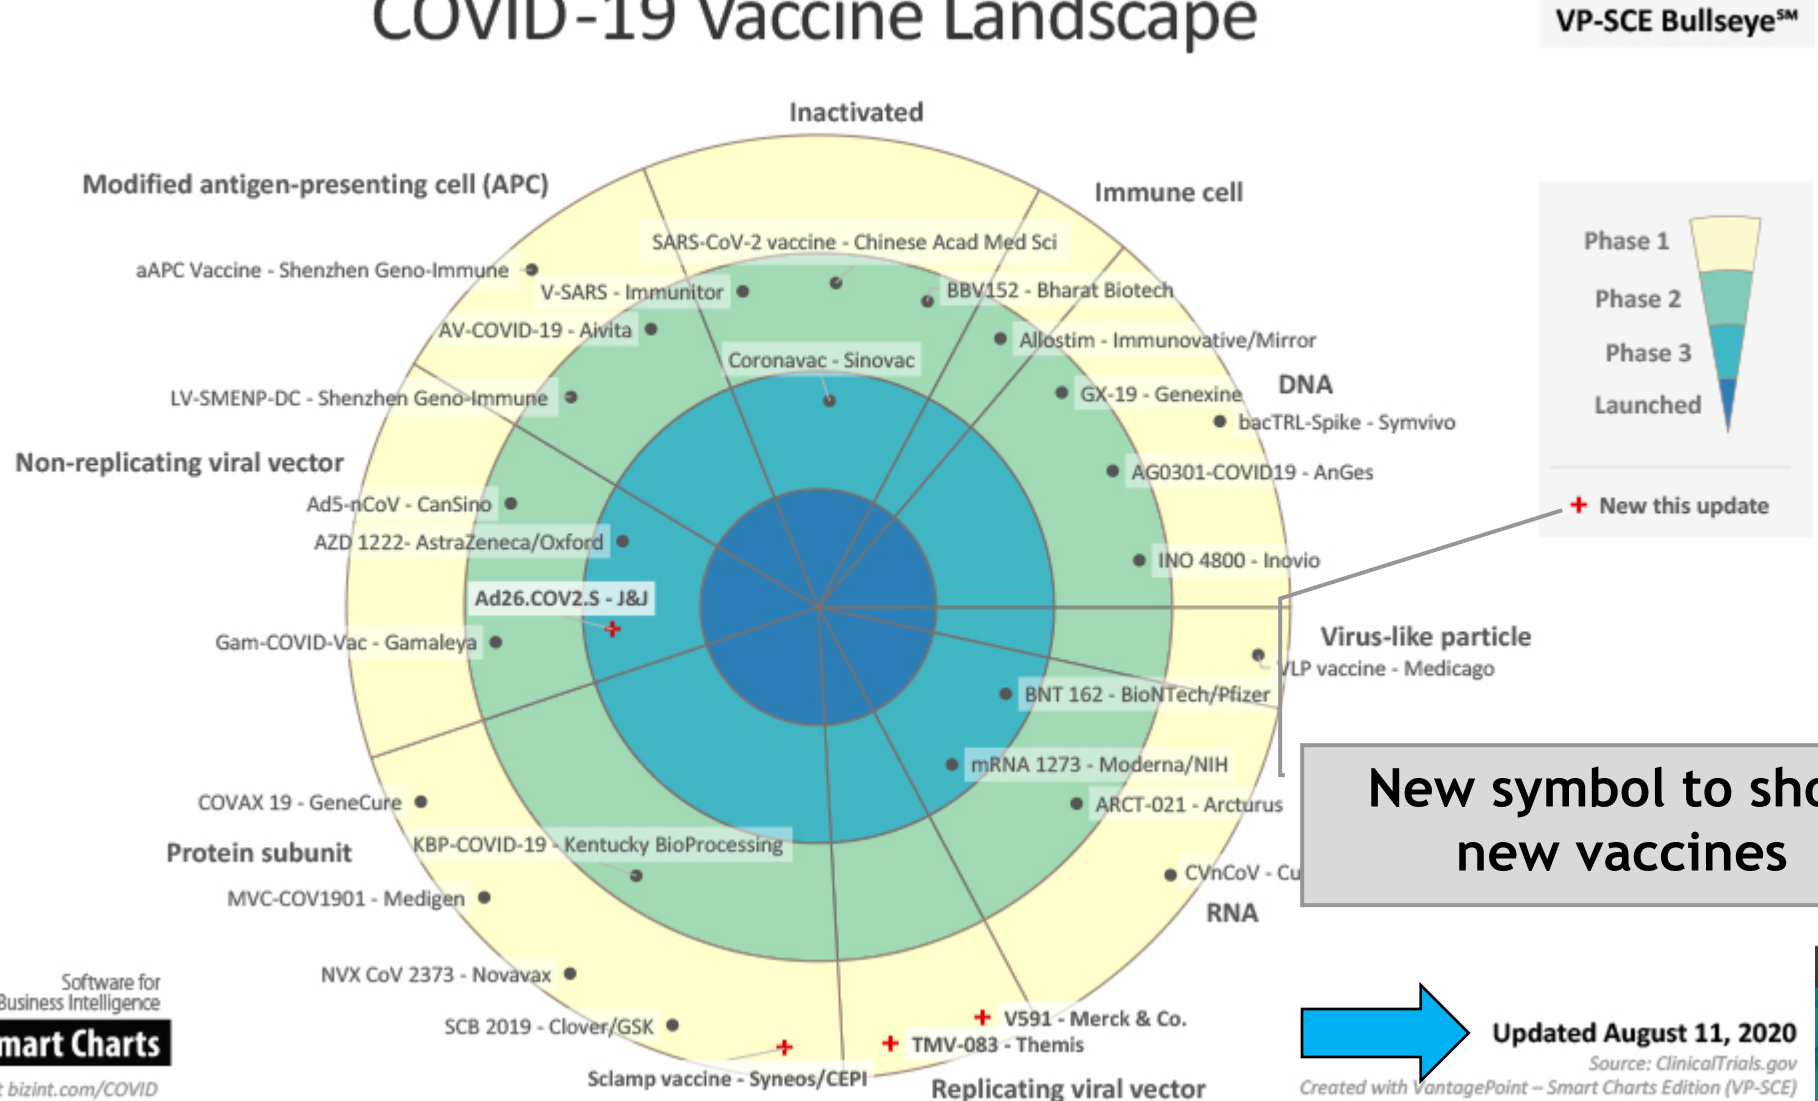 COVID-19 Vaccine Landscape
VP-SCE Bullseye℠
Inactivated
Modified antigen-presenting cell (APC)
Immune cell
SARS-CoV-2 vaccine - Chinese Acad Med Sci
aAPC Vaccine - Shenzhen Geno-Immune
V-SARS - Immunitor
BBV152 - Bharat Biotech
AV-COVID-19 - Aivita
Allostim - Immunovative/Mirror
Coronavac - Sinovac
DNA
LV-SMENP-DC - Shenzhen Geno-Immune
GX-19 - Genexine
bacTRL-Spike - Symvivo
Non-replicating viral vector
AG0301-COVID19 - AnGes
Ad5-nCoV - CanSino
AZD 1222- AstraZeneca/Oxford
INO 4800 - Inovio
Ad26.COV2.S - J&J
Gam-COVID-Vac - Gamaleya
Virus-like particle
VLP vaccine - Medicago
BNT 162 - BioNTech/Pfizer
mRNA 1273 - Moderna/NIH
COVAX 19 - GeneCure
ARCT-021 - Arcturus
KBP-COVID-19 - Kentucky BioProcessing
Protein subunit
CVnCoV - Cu
MVC-COV1901 - Medigen
RNA
NVX CoV 2373 - Novavax
SCB 2019 - Clover/GSK
V591 - Merck & Co.
TMV-083 - Themis
Sclamp vaccine - Syneos/CEPI
Replicating viral vector
Phase 1
Phase 2
Phase 3
Launched
+ New this update
New symbol to sho
new vaccines
Software for
Business Intelligence
mart Charts
t bizint.com/COVID
Updated August 11, 2020
Source: ClinicalTrials.gov
Created with VantagePoint – Smart Charts Edition (VP-SCE)